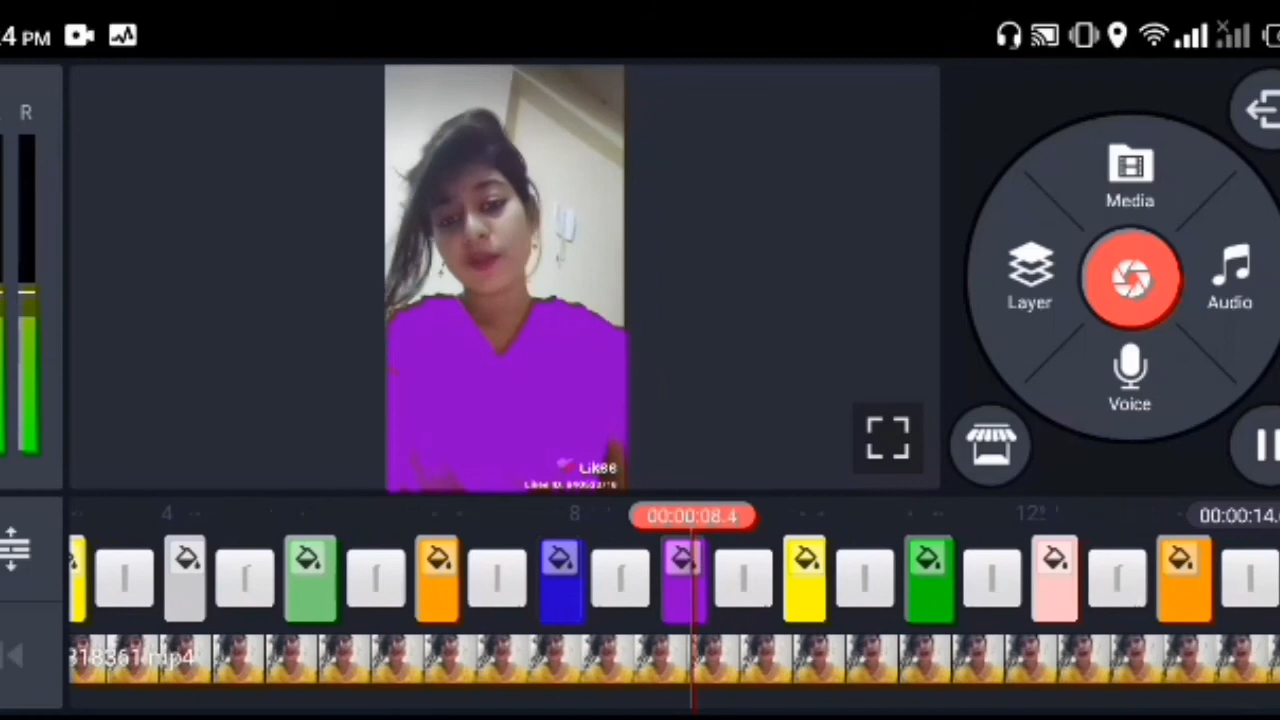 4 PM
R
Media
Layer
Audio
Voice
Likee
4
8
00:00:08.4
12
00:00:14.
318361.mp4